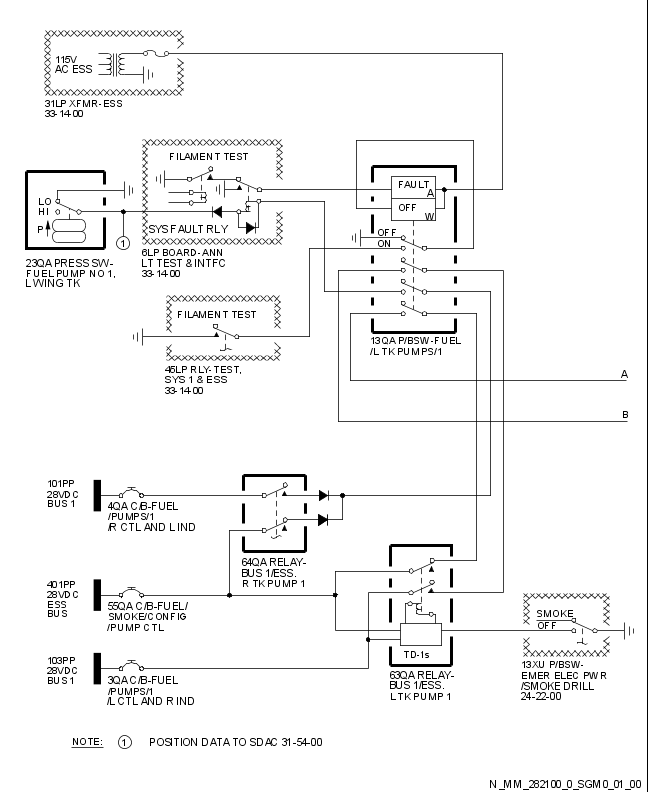 115V
AC ESS
31LP XFMR-ESS
33-14-00
FILAMENT TEST
SYS FAULT RLY
6LP BOARD-ANN
LT TEST & INTFC
33-14-00
LO
HI
P
1
23QA PRESS SW-
FUEL PUMP NO 1,
L WING TK
FAULT
A
OFF
W
OFF
ON
13QA P/BSW-FUEL
/L TK PUMPS/1
FILAMENT TEST
45LP RLY-TEST,
SYS 1 & ESS
33-14-00
A
B
101PP
28VDC
BUS 1
4QA C/B-FUEL
/PUMPS/1
/R CTL AND L IND
64QA RELAY-
BUS 1/ESS.
R TK PUMP 1
401PP
28VDC
ESS
BUS
55QA C/B-FUEL/
SMOKE/CONFIG
/PUMP CTL
103PP
28VDC
BUS 1
3QA C/B-FUEL
/PUMPS/1
/L CTL AND R IND
TD-1s
63QA RELAY-
BUS 1/ESS.
L TK PUMP 1
SMOKE
OFF
13XU P/BSW-
EMER ELEC PWR
/SMOKE DRILL
24-22-00
NOTE: 1 POSITION DATA TO SDAC 31-54-00
N_MM_282100_0_SGM0_01_00